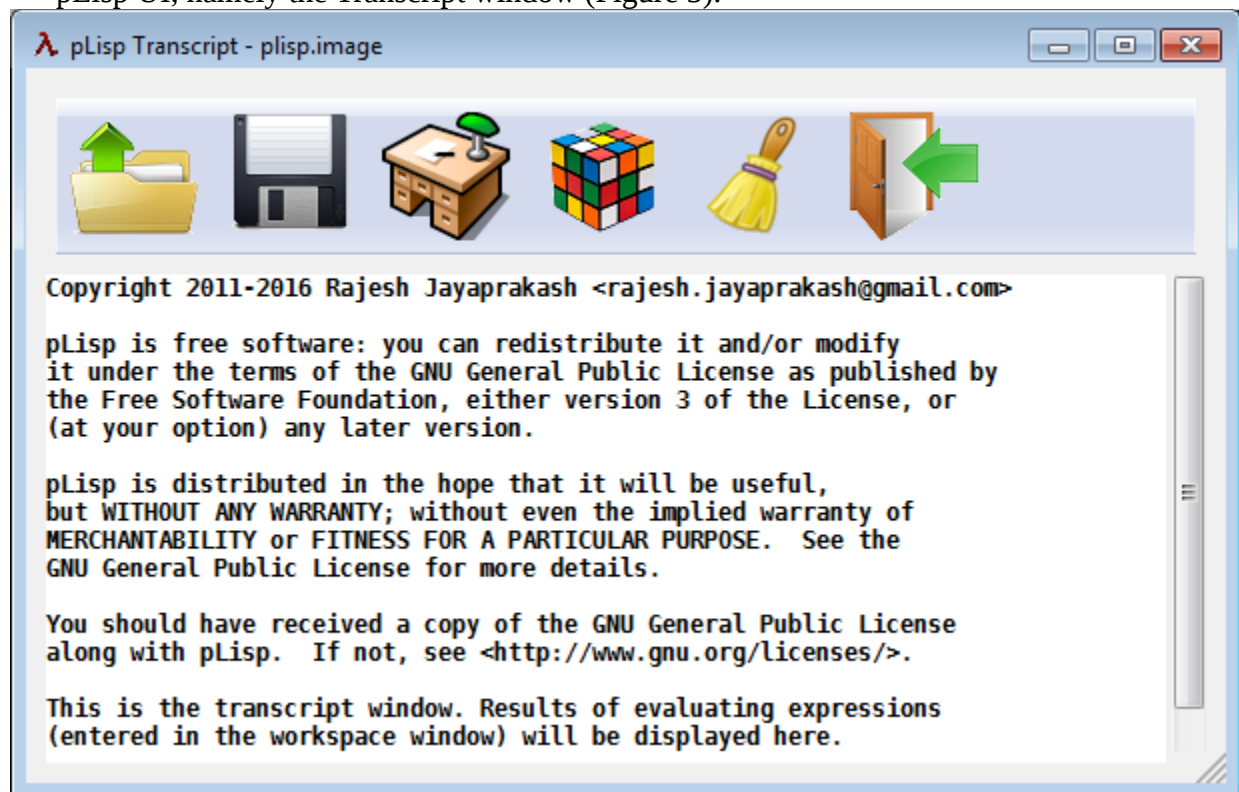 pLisp UI, namely the Transcript window (Figure 3).
λ pLisp Transcript - plisp.image
Copyright 2011-2016 Rajesh Jayaprakash <rajesh.jayaprakash@gmail.com>
pLisp is free software: you can redistribute it and/or modify
it under the terms of the GNU General Public License as published by
the Free Software Foundation, either version 3 of the License, or
(at your option) any later version.
pLisp is distributed in the hope that it will be useful,
but WITHOUT ANY WARRANTY; without even the implied warranty of
MERCHANTABILITY or FITNESS FOR A PARTICULAR PURPOSE.  See the
GNU General Public License for more details.
You should have received a copy of the GNU General Public License
along with pLisp.  If not, see <http://www.gnu.org/licenses/>.
This is the transcript window. Results of evaluating expressions
(entered in the workspace window) will be displayed here.